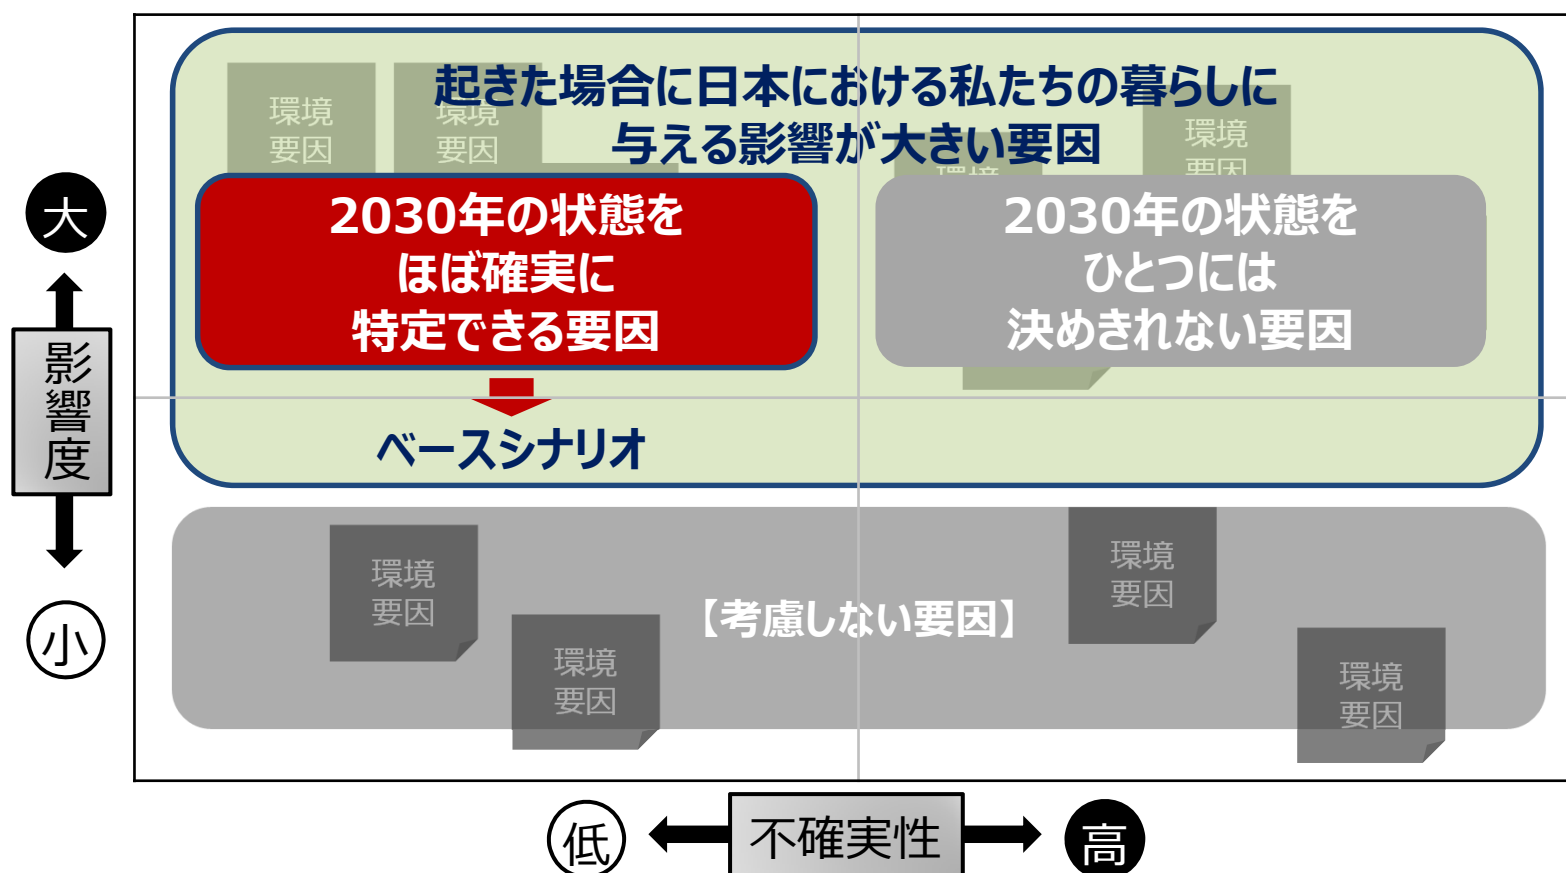 環境
要因
環境
要因
起きた場合に日本における私たちの暮らしに
与える影響が大きい要因
環境
環境
要因
大
2030年の状態を
ほぼ確実に
特定できる要因
2030年の状態を
ひとつには
決めきれない要因
影響度
ベースシナリオ
小
環境
要因
環境
要因
【考慮しない要因】
環境
要因
環境
要因
低
不確実性
高